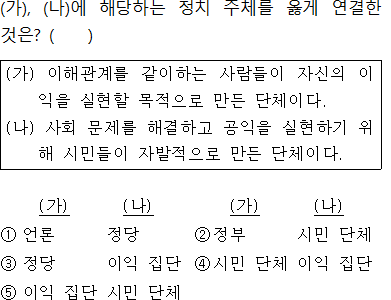 (가), (나)에 해당하는 정치 주체를 옳게 연결한
것은? (      )
(가) 이해관계를 같이하는 사람들이 자신의 이
익을 실현할 목적으로 만든 단체이다.
(나) 사회 문제를 해결하고 공익을 실현하기 위
해 시민들이 자발적으로 만든 단체이다.
(가) (나) (가) (나)
① 언론 정당 ② 정부 시민 단체
③ 정당 이익 집단 ④ 시민 단체 이익 집단
⑤ 이익 집단 시민 단체